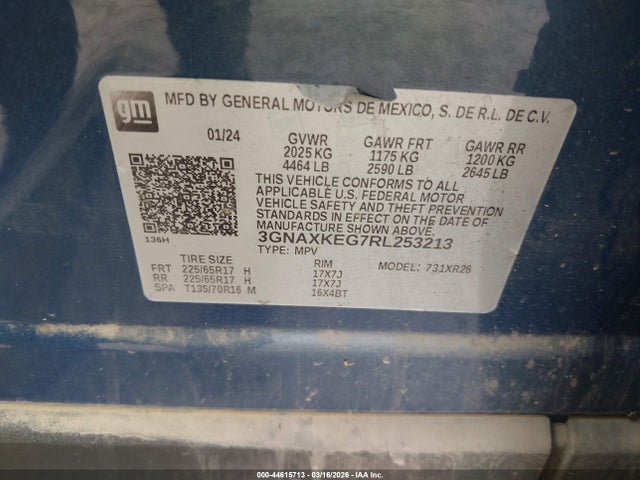 gm
MFD BY GENERAL MOTORS DE MEXICO, S. DE R.L. DE C.V.
01/24 GVWR GAWR FRT GAWR RR
2025 KG 1175 KG 1200 KG
4464 LB 2590 LB 2645 LB
THIS VEHICLE CONFORMS TO ALL
APPLICABLE U.S. FEDERAL MOTOR
VEHICLE SAFETY STANDARDS IN
EFFECT ON THE DATE OF
MANUFACTURE SHOWN ABOVE.
136H
3GNAXKEG7RL253213
TYPE: MPV MODEL: 731XR26
TIRE SIZE RIM
FRT 225/65R17 H 17X7J
RR 225/65R17 H 17X7J
SPA T135/70R16 M 16X4BT
000-44615713 - 03/16/2026 - IAA Inc.